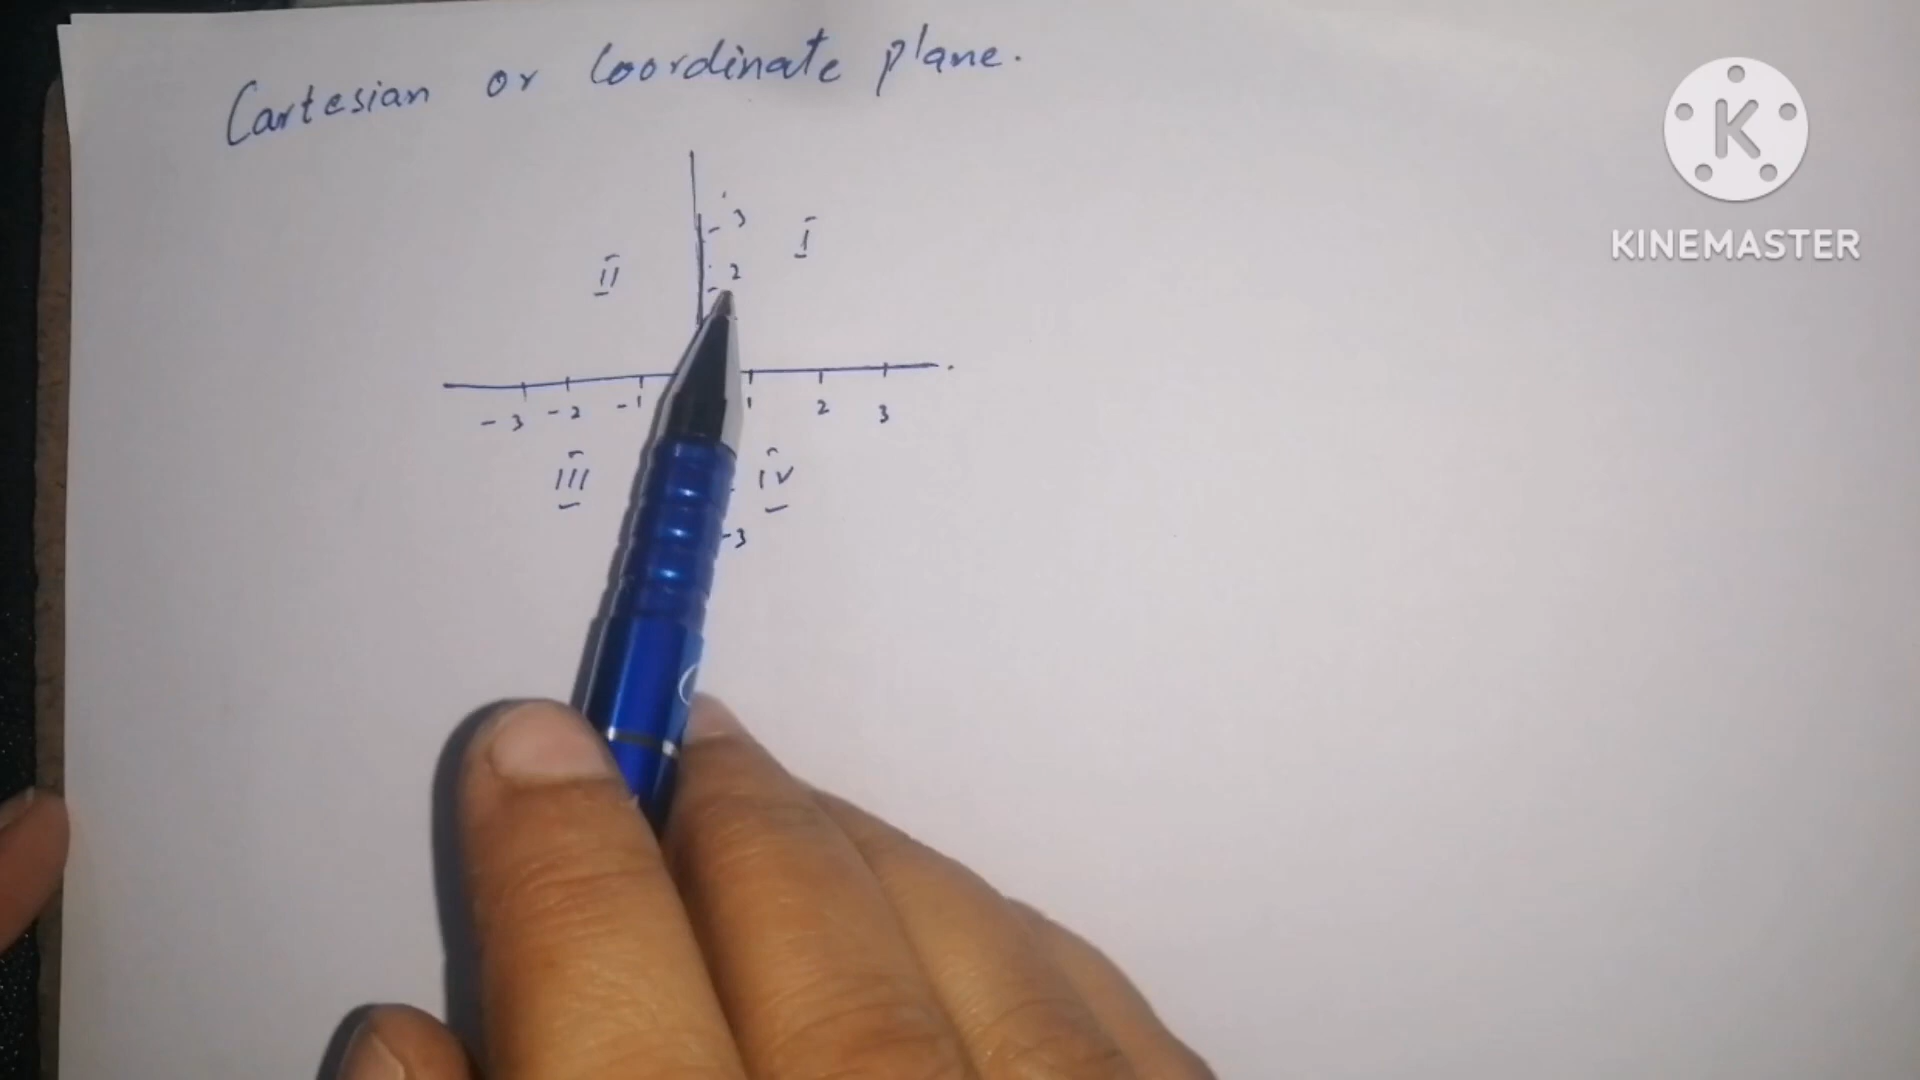 Cartesian or Coordinate plane.
3
I
II
2
-3 -2 -1 1 2 3
III IV
-3
K
KINEMASTER